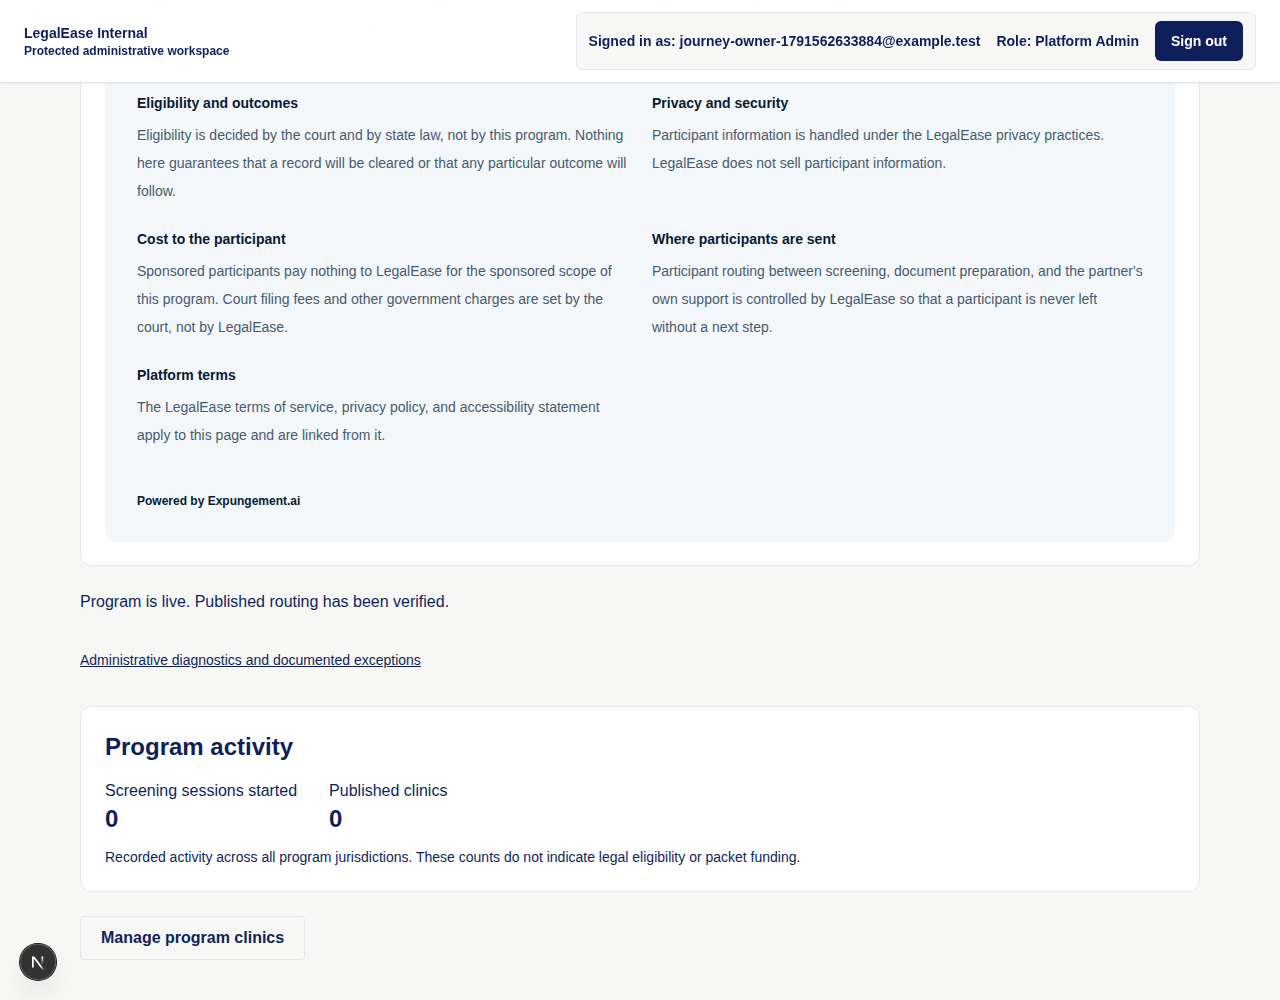 LegalEase Internal
Protected administrative workspace
Signed in as: journey-owner-1791562633884@example.test
Role: Platform Admin
Sign out
Eligibility and outcomes
Eligibility is decided by the court and by state law, not by this program. Nothing
here guarantees that a record will be cleared or that any particular outcome will
follow.
Privacy and security
Participant information is handled under the LegalEase privacy practices.
LegalEase does not sell participant information.
Cost to the participant
Sponsored participants pay nothing to LegalEase for the sponsored scope of
this program. Court filing fees and other government charges are set by the
court, not by LegalEase.
Where participants are sent
Participant routing between screening, document preparation, and the partner's
own support is controlled by LegalEase so that a participant is never left
without a next step.
Platform terms
The LegalEase terms of service, privacy policy, and accessibility statement
apply to this page and are linked from it.
Powered by Expungement.ai
Program is live. Published routing has been verified.
Administrative diagnostics and documented exceptions
Program activity
Screening sessions started
0
Published clinics
0
Recorded activity across all program jurisdictions. These counts do not indicate legal eligibility or packet funding.
Manage program clinics
N